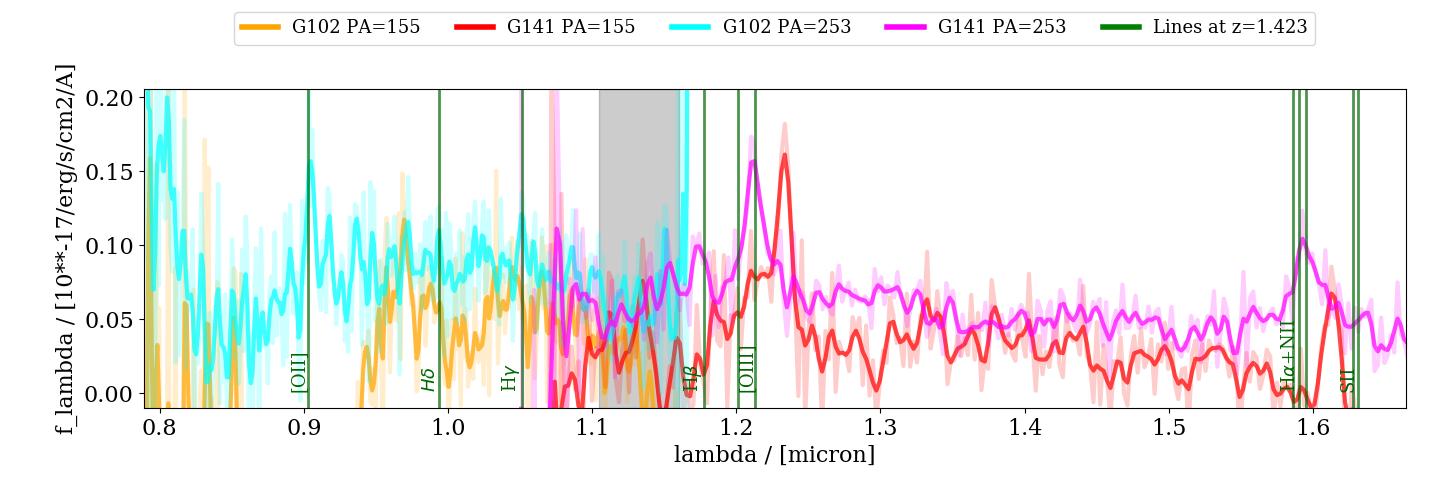 G102 PA=155 G141 PA=155 G102 PA=253 G141 PA=253 Lines at z=1.423
f_lambda / [10**-17/erg/s/cm2/A]
0.20
0.15
0.10
0.05
0.00
[OII] Hδ Hγ Hβ [OIII] Hα+NII SII
0.8 0.9 1.0 1.1 1.2 1.3 1.4 1.5 1.6
lambda / [micron]